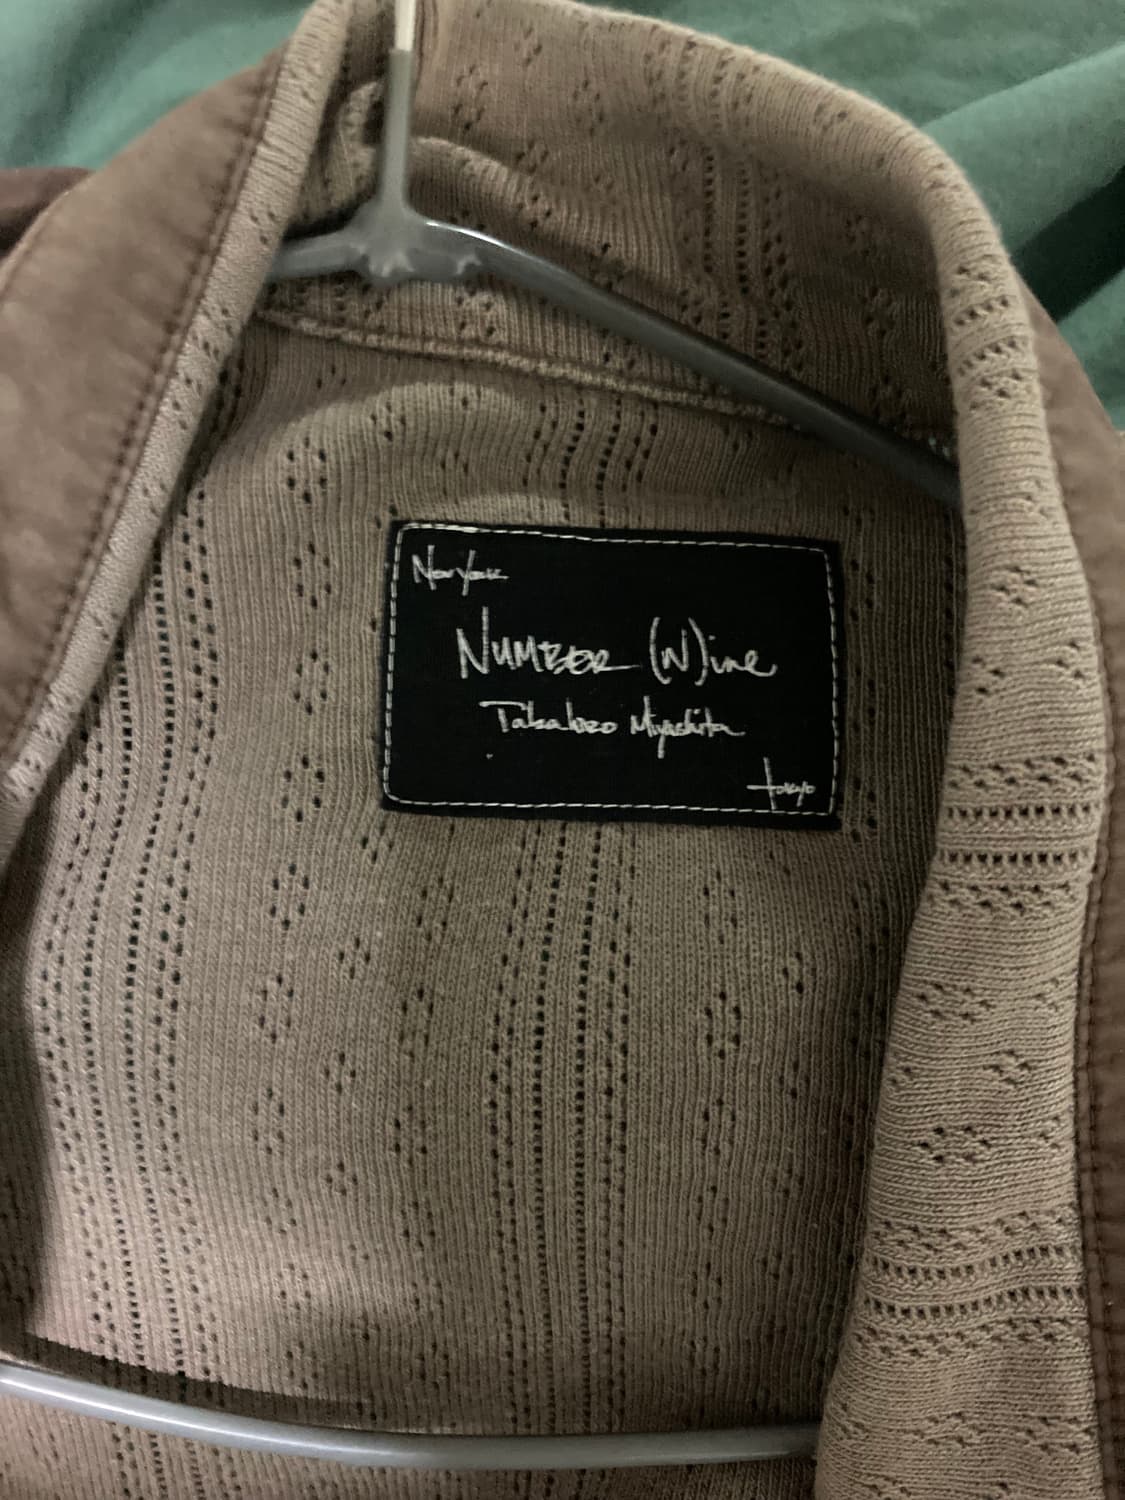 New York
NUMBER (N)ine
Takahiro Miyashita
tokyo